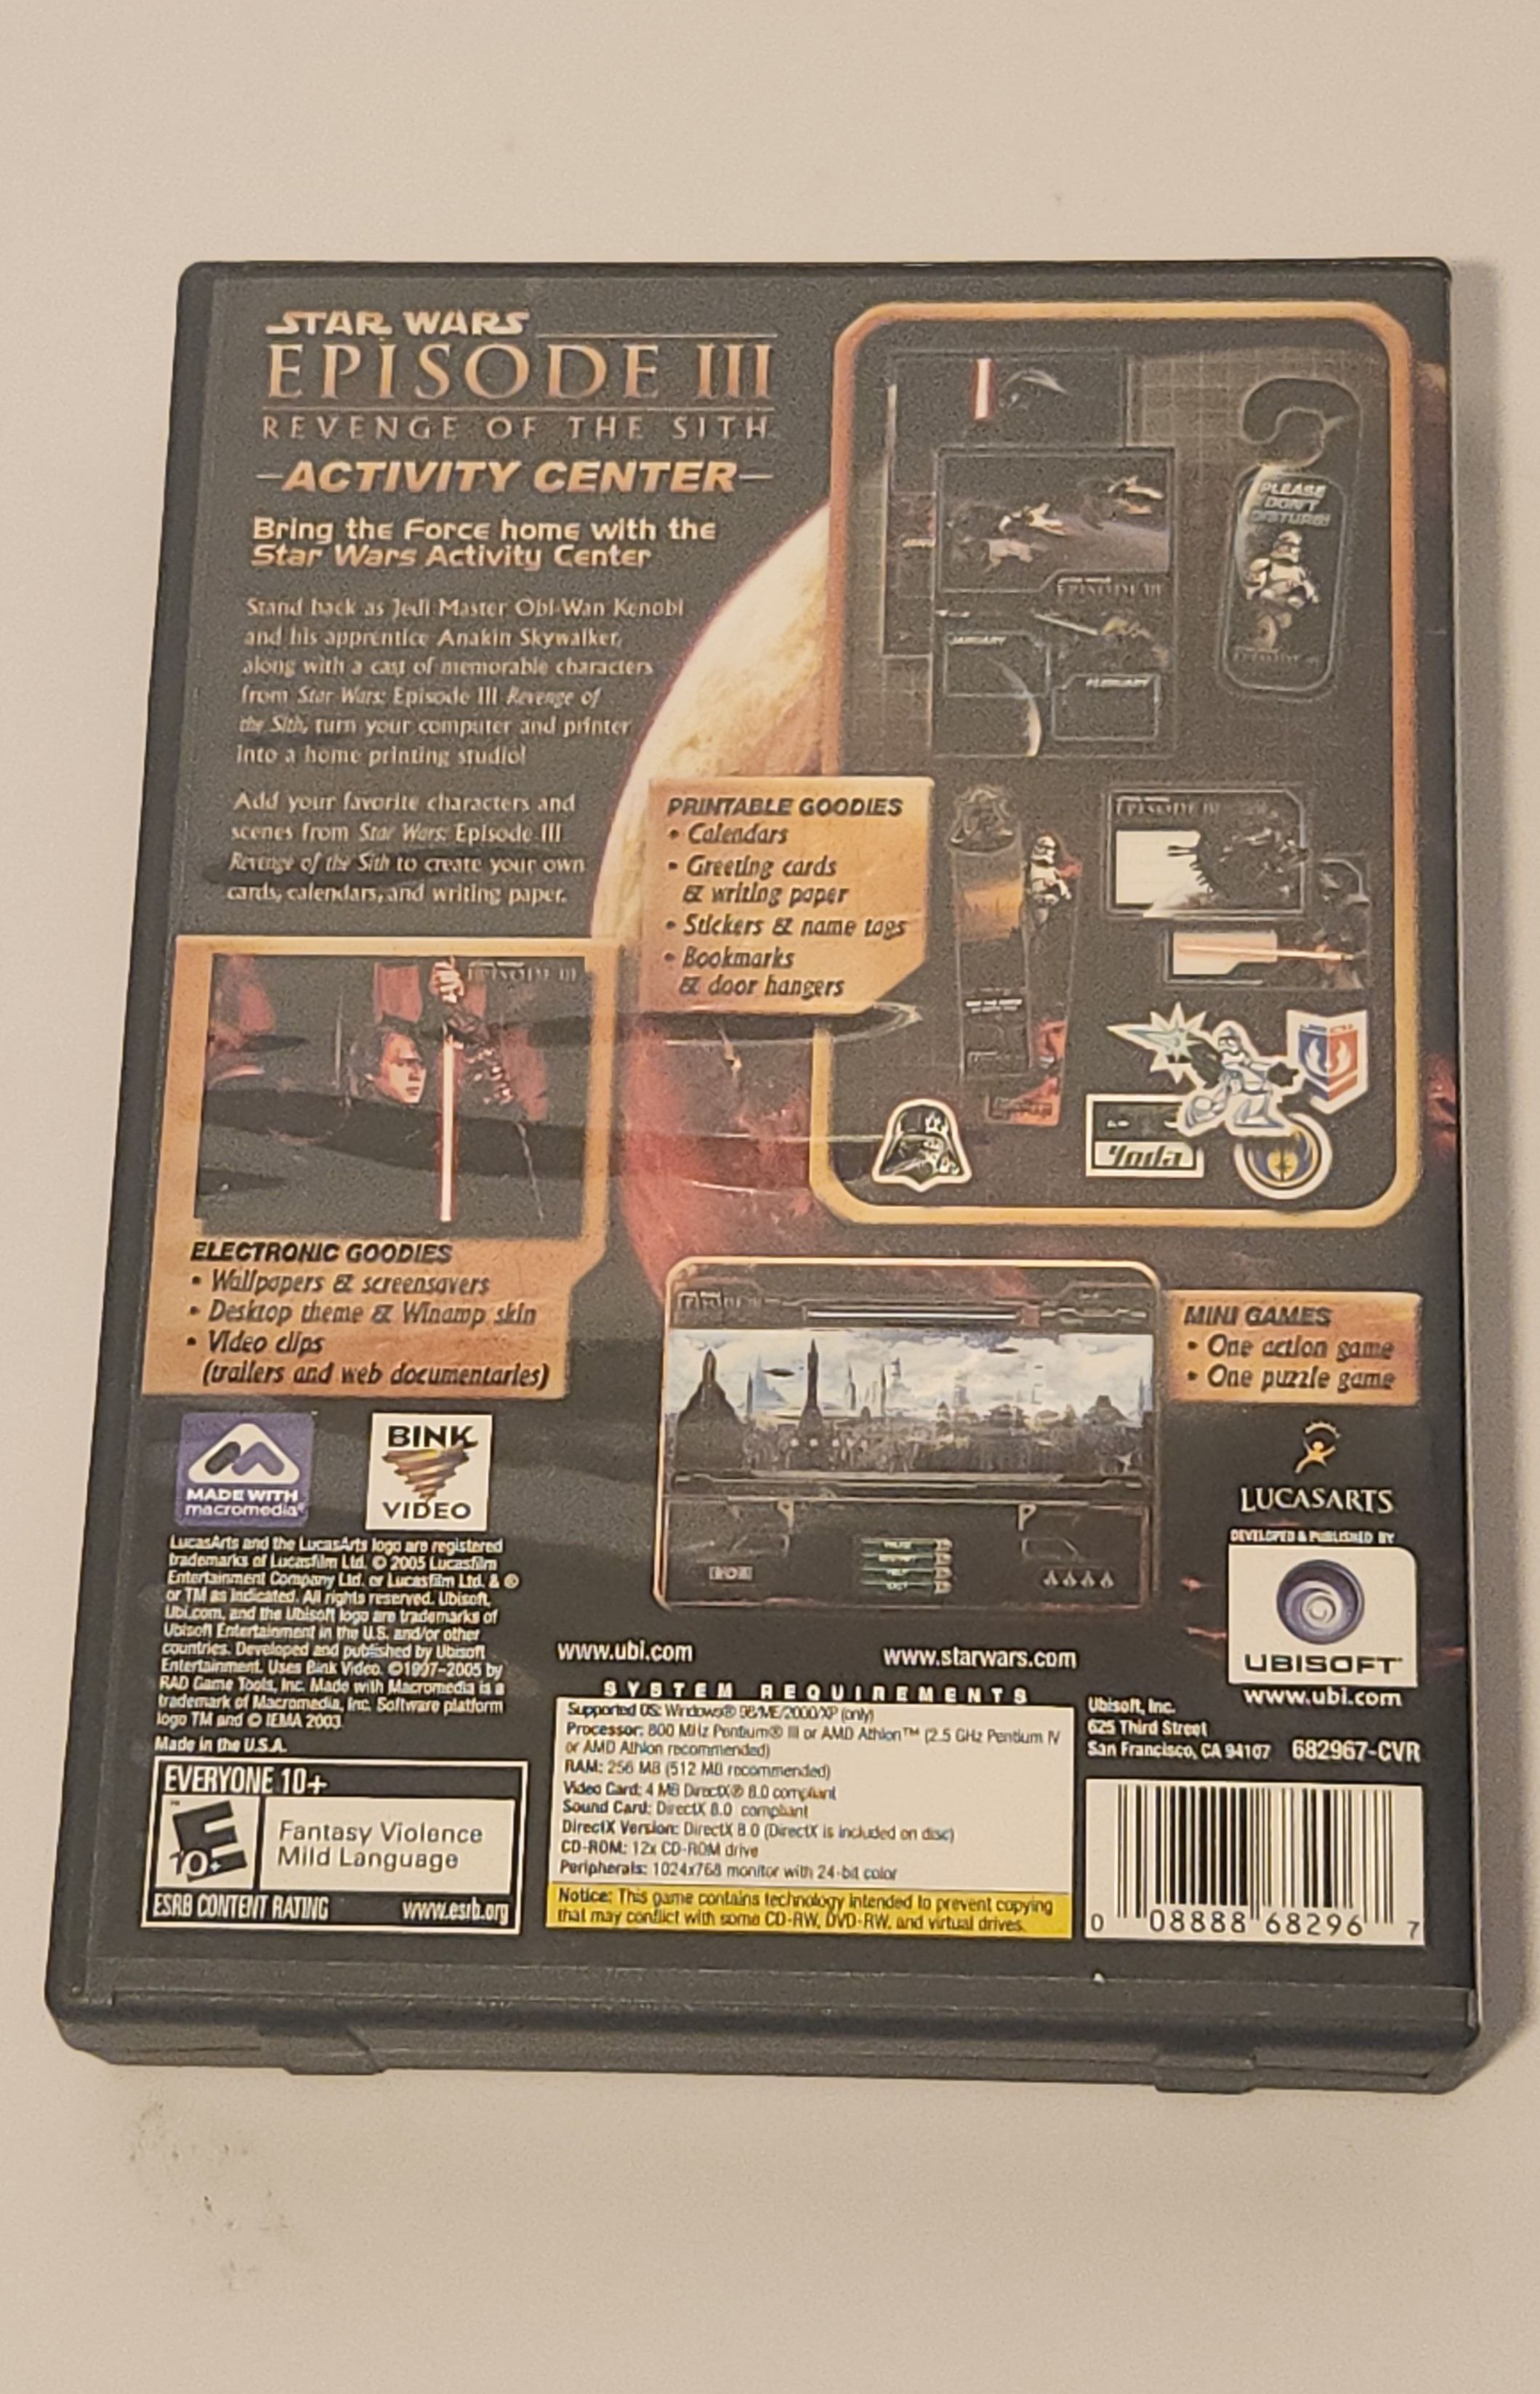 STAR WARS
EPISODE III
REVENGE OF THE SITH
ACTIVITY CENTER
Bring the Force home with the
Star Wars Activity Center
Stand back as Jedi Master Obi-Wan Kenobi
and his apprentice Anakin Skywalker,
along with a cast of memorable characters
from Star Wars: Episode III Revenge of
the Sith, turn your computer and printer
into a home printing studio!
Add your favorite characters and
scenes from Star Wars: Episode III
Revenge of the Sith to create your own
cards, calendars, and writing paper.
PLEASE
DON'T
DISTURB!
EPISODE III
JANUARY
FEBRUARY
PRINTABLE GOODIES
• Calendars
• Greeting cards
& writing paper
• Stickers & name tags
• Bookmarks
& door hangers
EPISODE III
EPISODE III
Yoda
ELECTRONIC GOODIES
• Wallpapers & screensavers
• Desktop theme & Winamp skin
• Video clips
(trailers and web documentaries)
MINI GAMES
• One action game
• One puzzle game
MADE WITH
macromedia®
BINK
VIDEO
LUCASARTS
DEVELOPED & PUBLISHED BY
UBISOFT
www.ubi.com
LucasArts and the LucasArts logo are registered
trademarks of Lucasfilm Ltd. © 2005 Lucasfilm
Entertainment Company Ltd. or Lucasfilm Ltd. & ®
or TM as indicated. All rights reserved. Ubisoft,
Ubi.com, and the Ubisoft logo are trademarks of
Ubisoft Entertainment in the U.S. and/or other
countries. Developed and published by Ubisoft
Entertainment. Uses Bink Video. ©1997-2005 by
RAD Game Tools, Inc. Made with Macromedia is a
trademark of Macromedia, Inc. Software platform
logo TM and © IEMA 2003.
Made in the U.S.A.
www.ubi.com
www.starwars.com
SYSTEM REQUIREMENTS
Supported OS: Windows® 98/ME/2000/XP (only)
Processor: 800 MHz Pentium® III or AMD Athlon™ (2.5 GHz Pentium IV
or AMD Athlon recommended)
RAM: 256 MB (512 MB recommended)
Video Card: 4 MB DirectX® 8.0 compliant
Sound Card: DirectX 8.0 compliant
DirectX Version: DirectX 8.0 (DirectX is included on disc)
CD-ROM: 12x CD-ROM drive
Peripherals: 1024x768 monitor with 24-bit color
Notice: This game contains technology intended to prevent copying
that may conflict with some CD-RW, DVD-RW, and virtual drives.
Ubisoft, Inc.
625 Third Street
San Francisco, CA 94107 682967-CVR
0 08888 68296 7
EVERYONE 10+
E
10+
Fantasy Violence
Mild Language
ESRB CONTENT RATING www.esrb.org